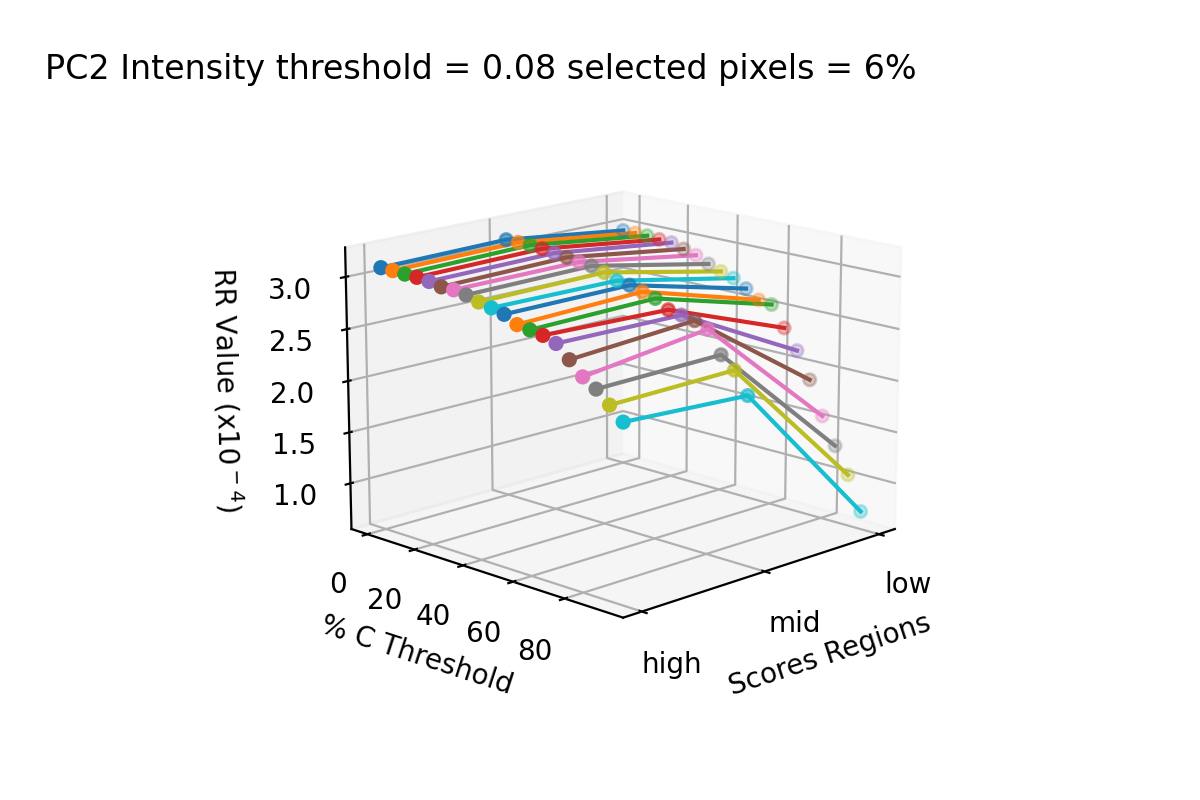 PC2 Intensity threshold = 0.08 selected pixels = 6%
RR Value (x10⁻⁴)
3.0
2.5
2.0
1.5
1.0
0
20
40
60
80
% C Threshold
high
mid
low
Scores Regions